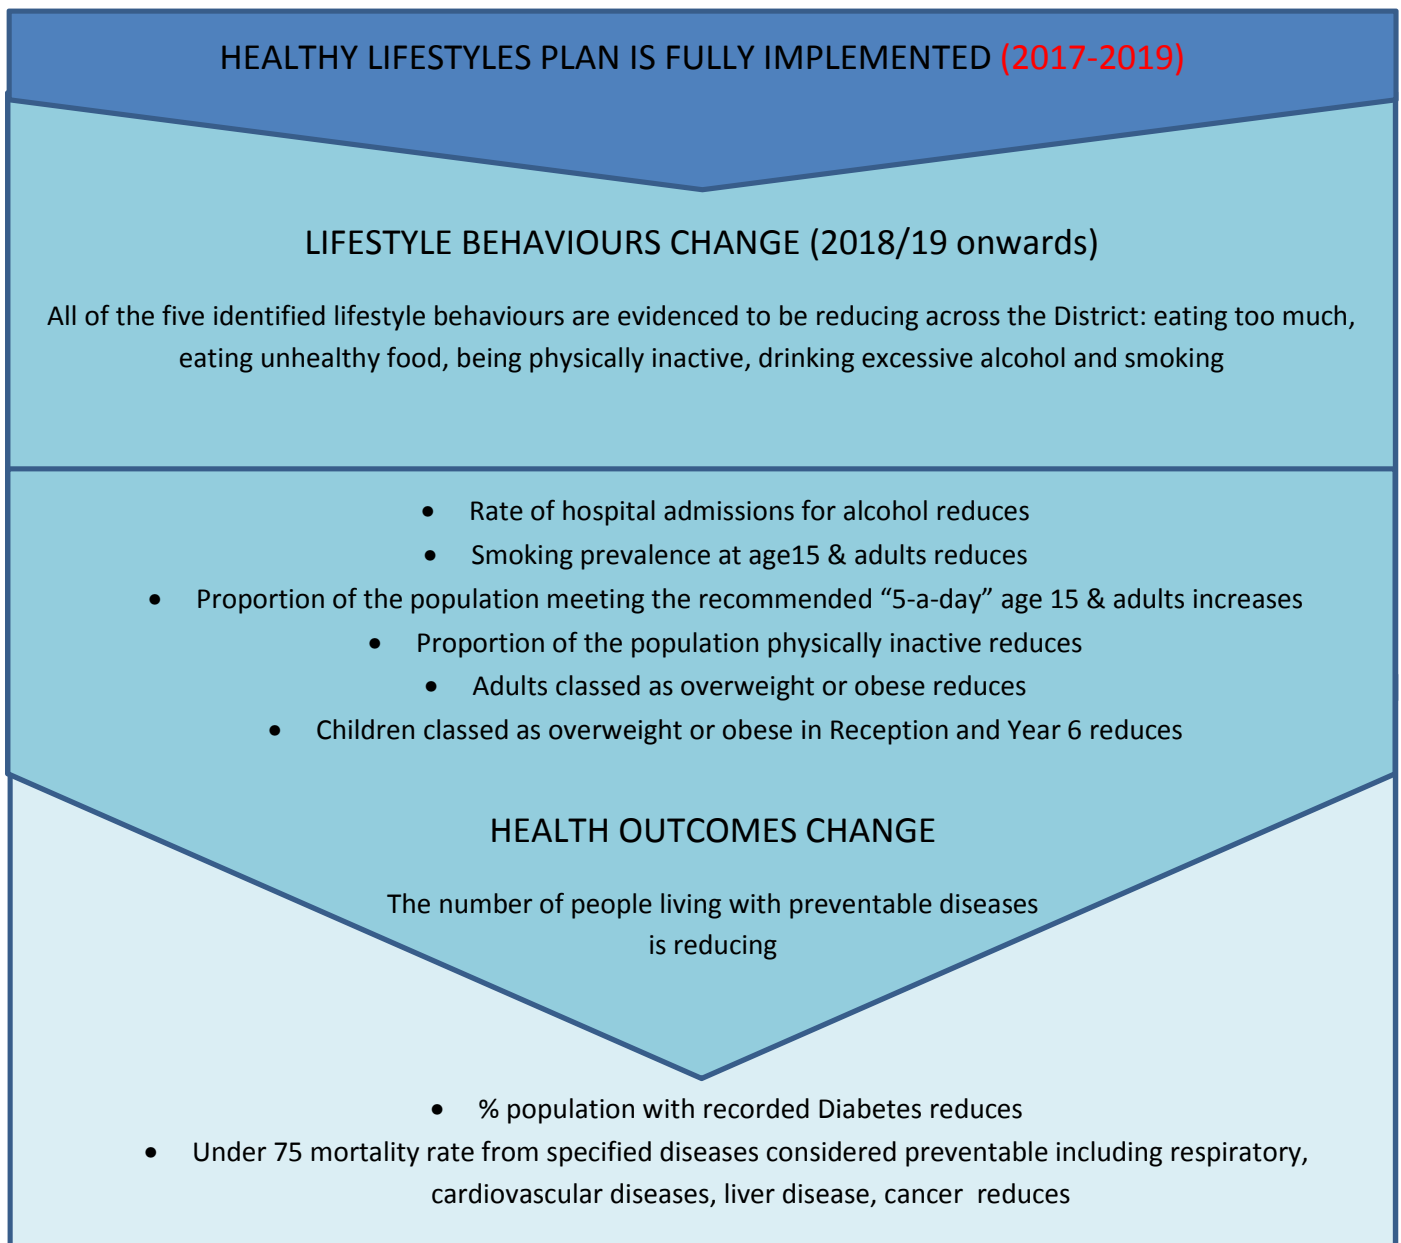 HEALTHY LIFESTYLES PLAN IS FULLY IMPLEMENTED (2017-2019)
LIFESTYLE BEHAVIOURS CHANGE (2018/19 onwards)
All of the five identified lifestyle behaviours are evidenced to be reducing across the District: eating too much,
eating unhealthy food, being physically inactive, drinking excessive alcohol and smoking
• Rate of hospital admissions for alcohol reduces
• Smoking prevalence at age15 & adults reduces
• Proportion of the population meeting the recommended “5-a-day” age 15 & adults increases
• Proportion of the population physically inactive reduces
• Adults classed as overweight or obese reduces
• Children classed as overweight or obese in Reception and Year 6 reduces
HEALTH OUTCOMES CHANGE
The number of people living with preventable diseases
is reducing
• % population with recorded Diabetes reduces
• Under 75 mortality rate from specified diseases considered preventable including respiratory,
cardiovascular diseases, liver disease, cancer  reduces